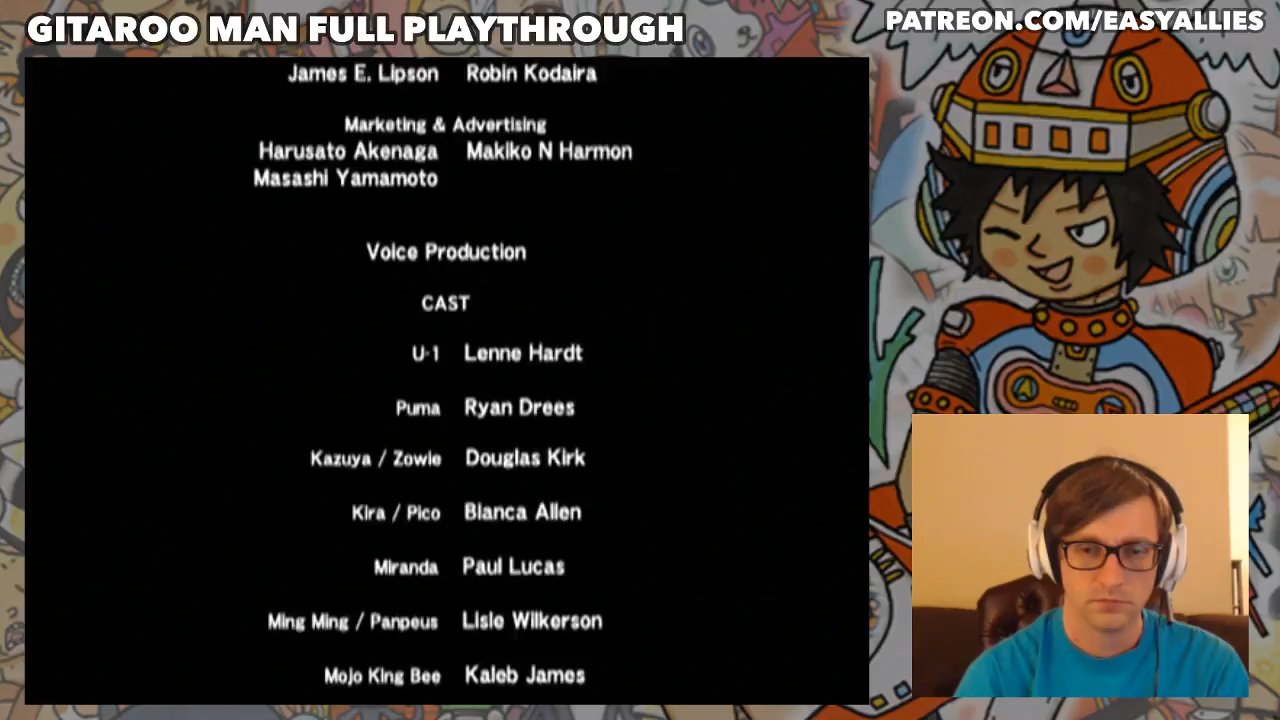 GITAROO MAN FULL PLAYTHROUGH
PATREON.COM/EASYALLIES
James E. Lipson Robin Kodaira
Marketing & Advertising
Harusato Akenaga Makiko N Harmon
Masashi Yamamoto
Voice Production
CAST
U-1 Lenne Hardt
Puma Ryan Drees
Kazuya / Zowie Douglas Kirk
Kira / Pico Bianca Allen
Miranda Paul Lucas
Ming Ming / Panpeus Lisle Wilkerson
Mojo King Bee Kaleb James